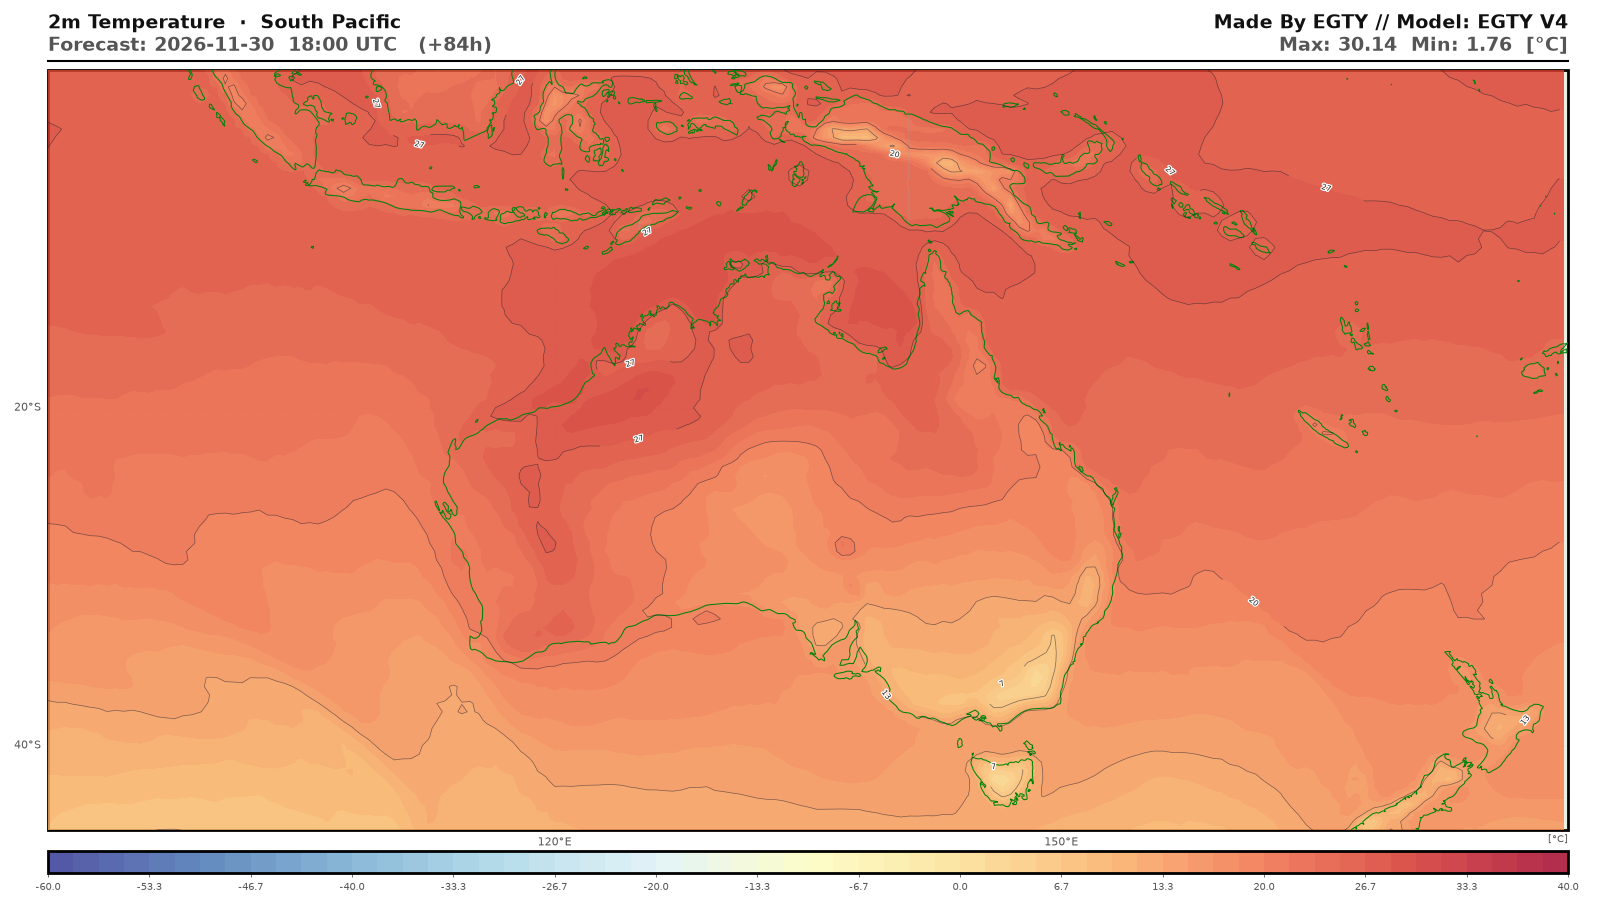 2m Temperature · South Pacific
Made By EGTY // Model: EGTY V4
Forecast: 2026-11-30 18:00 UTC (+84h)
Max: 30.14 Min: 1.76 [°C]
27
27
27
20
27
27
27
27
27
20
7
13
13
7
20°S
40°S
120°E
150°E
[°C]
-60.0 -53.3 -46.7 -40.0 -33.3 -26.7 -20.0 -13.3 -6.7 0.0 6.7 13.3 20.0 26.7 33.3 40.0